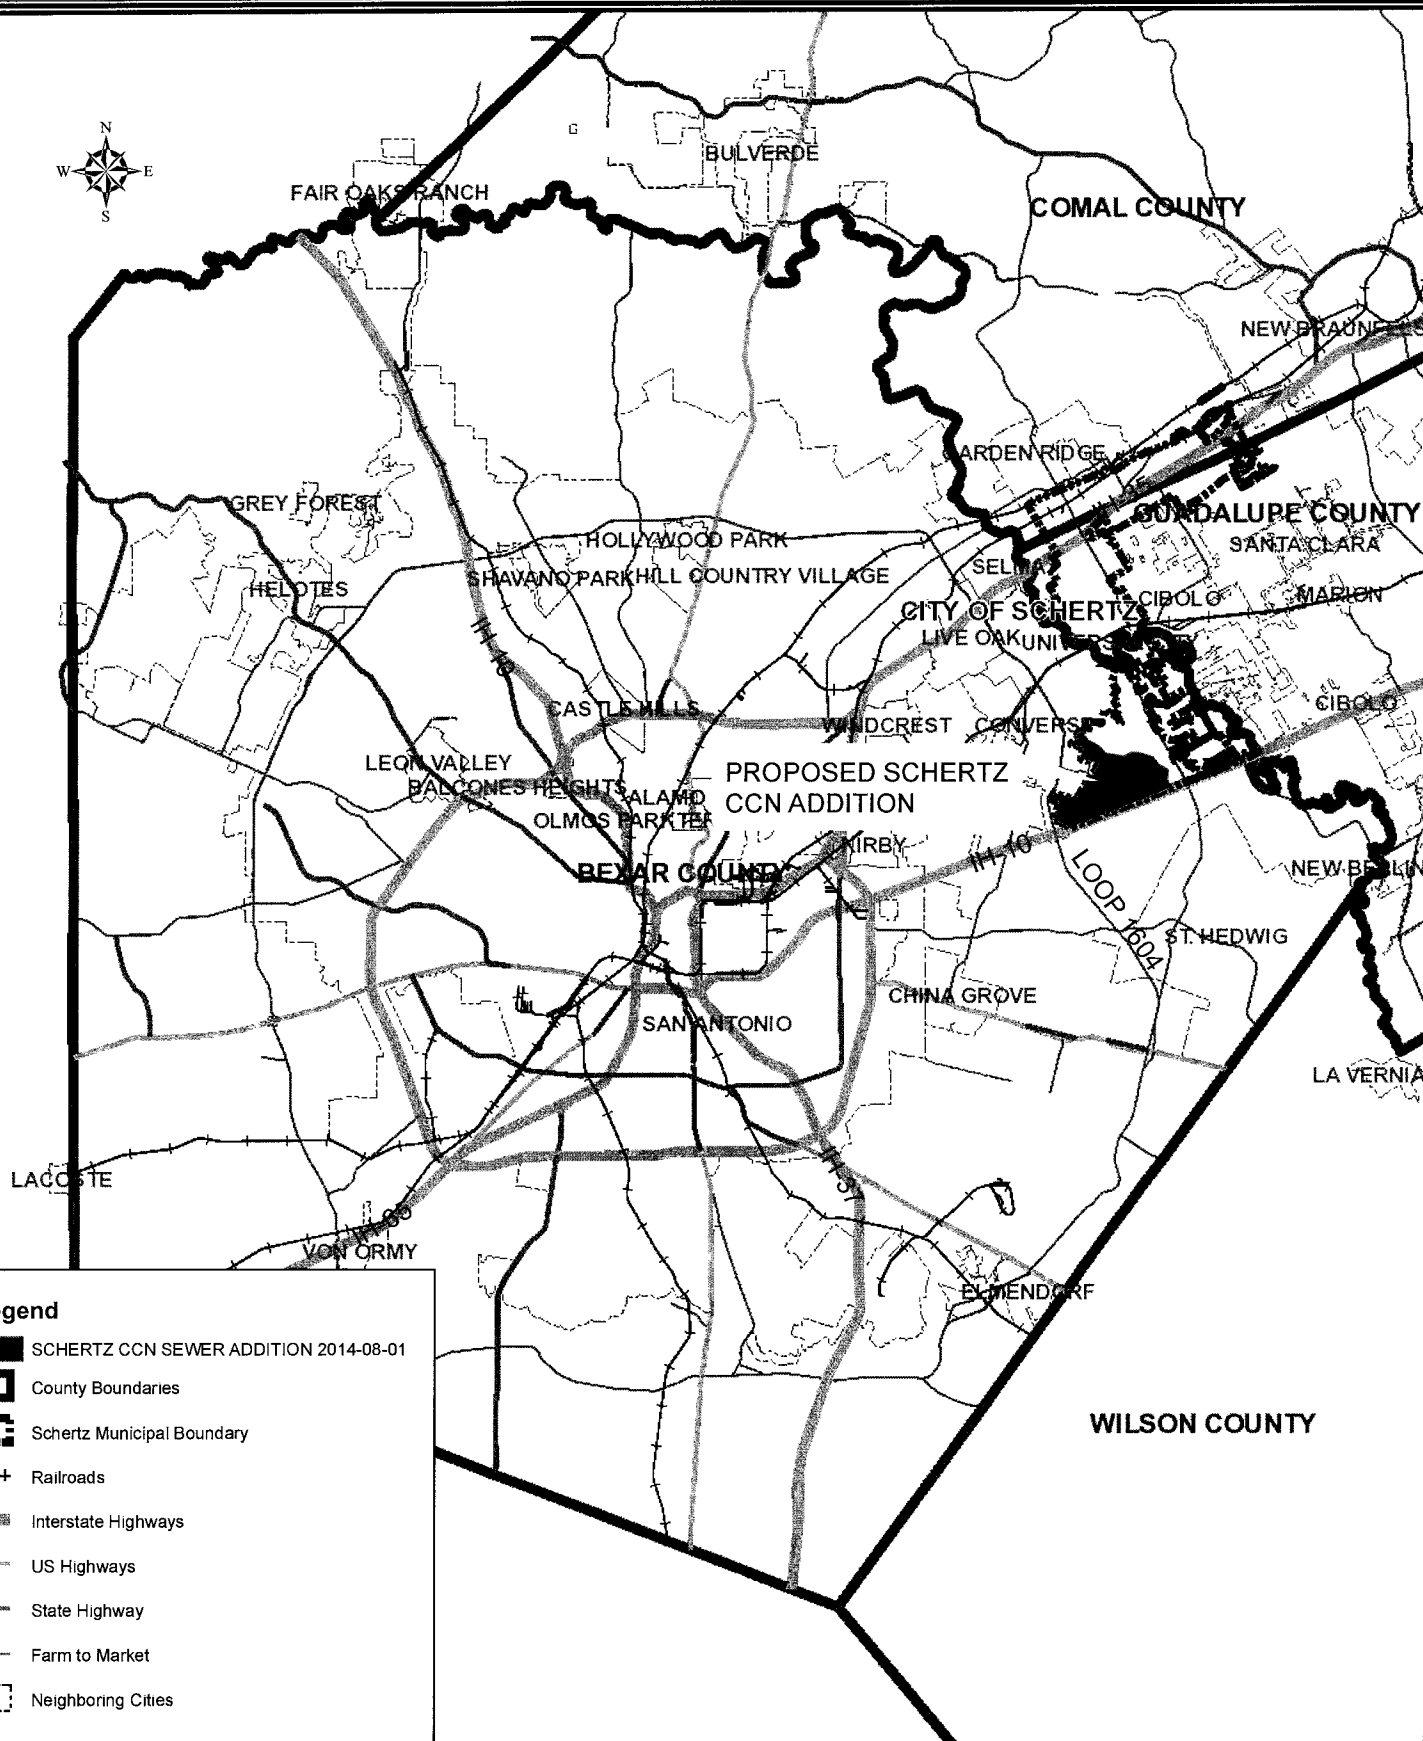 N
W E
S
BULVERDE
FAIR OAKS RANCH
COMAL COUNTY
NEW BRAUNFELS
GARDEN RIDGE
GREY FOREST
GUADALUPE COUNTY
HOLLYWOOD PARK
SANTA CLARA
SELMA
SHAVANO PARK HILL COUNTRY VILLAGE
HELOTES
CIBOLO
MARION
CITY OF SCHERTZ
LIVE OAK
IH-10
CASTLE HILLS
CIBOLO
WINDCREST
CONVERSE
LEON VALLEY
PROPOSED SCHERTZ
CCN ADDITION
BALCONES HEIGHTS
ALAMO
OLMOS PARK
KIRBY
IH-10
BEXAR COUNTY
NEW BERLIN
LOOP 1604
ST. HEDWIG
CHINA GROVE
SAN ANTONIO
LA VERNIA
LACOSTE
IH-37
VON ORMY
ELMENDORF
WILSON COUNTY
egend
SCHERTZ CCN SEWER ADDITION 2014-08-01
County Boundaries
Schertz Municipal Boundary
Railroads
Interstate Highways
US Highways
State Highway
Farm to Market
Neighboring Cities